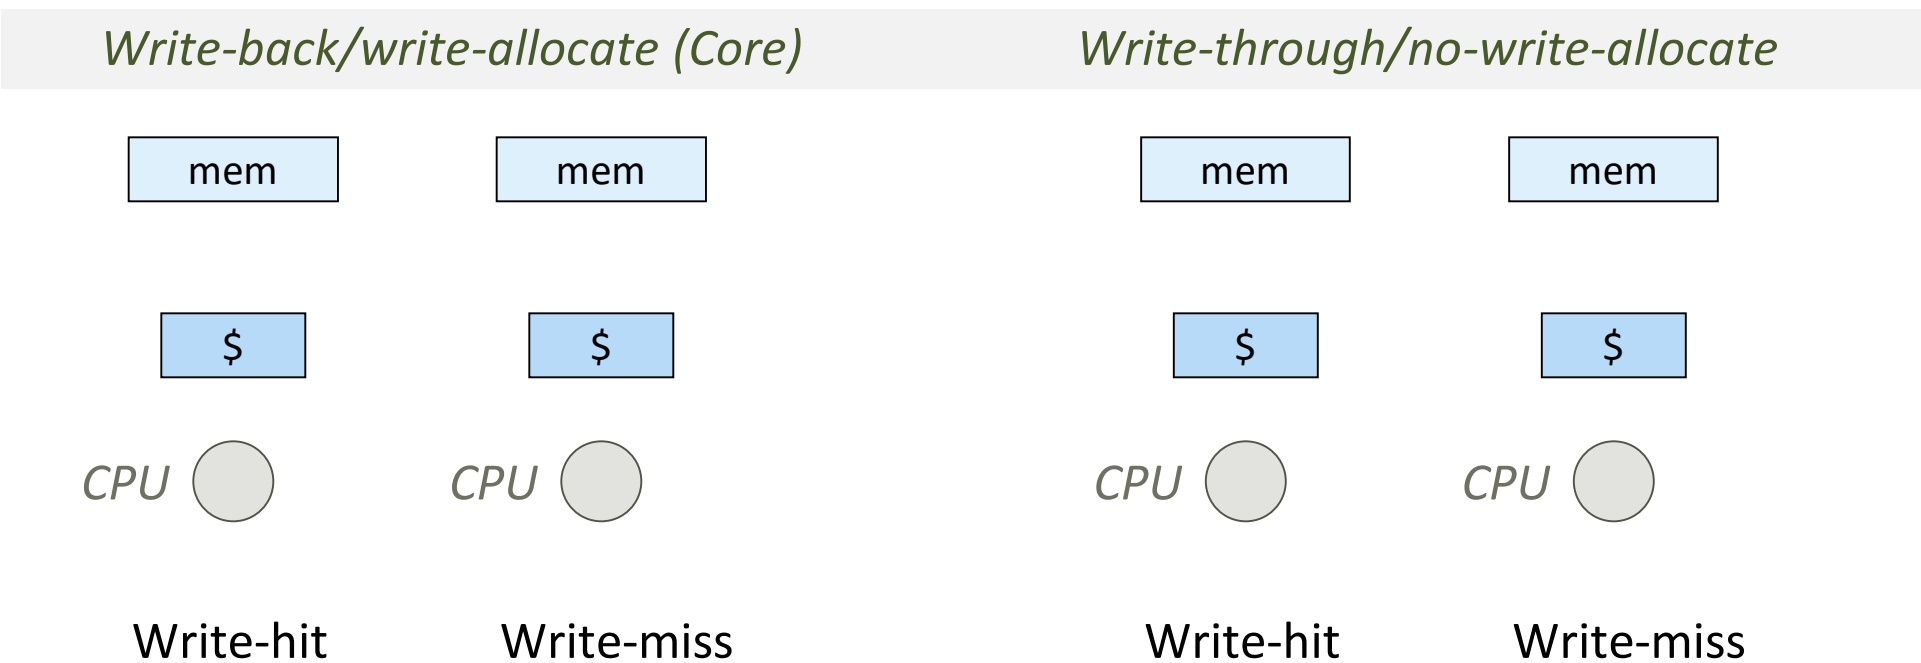 Write-back/write-allocate (Core) Write-through/no-write-allocate
mem mem mem mem
$ $ $ $
CPU CPU CPU CPU
Write-hit Write-miss Write-hit Write-miss